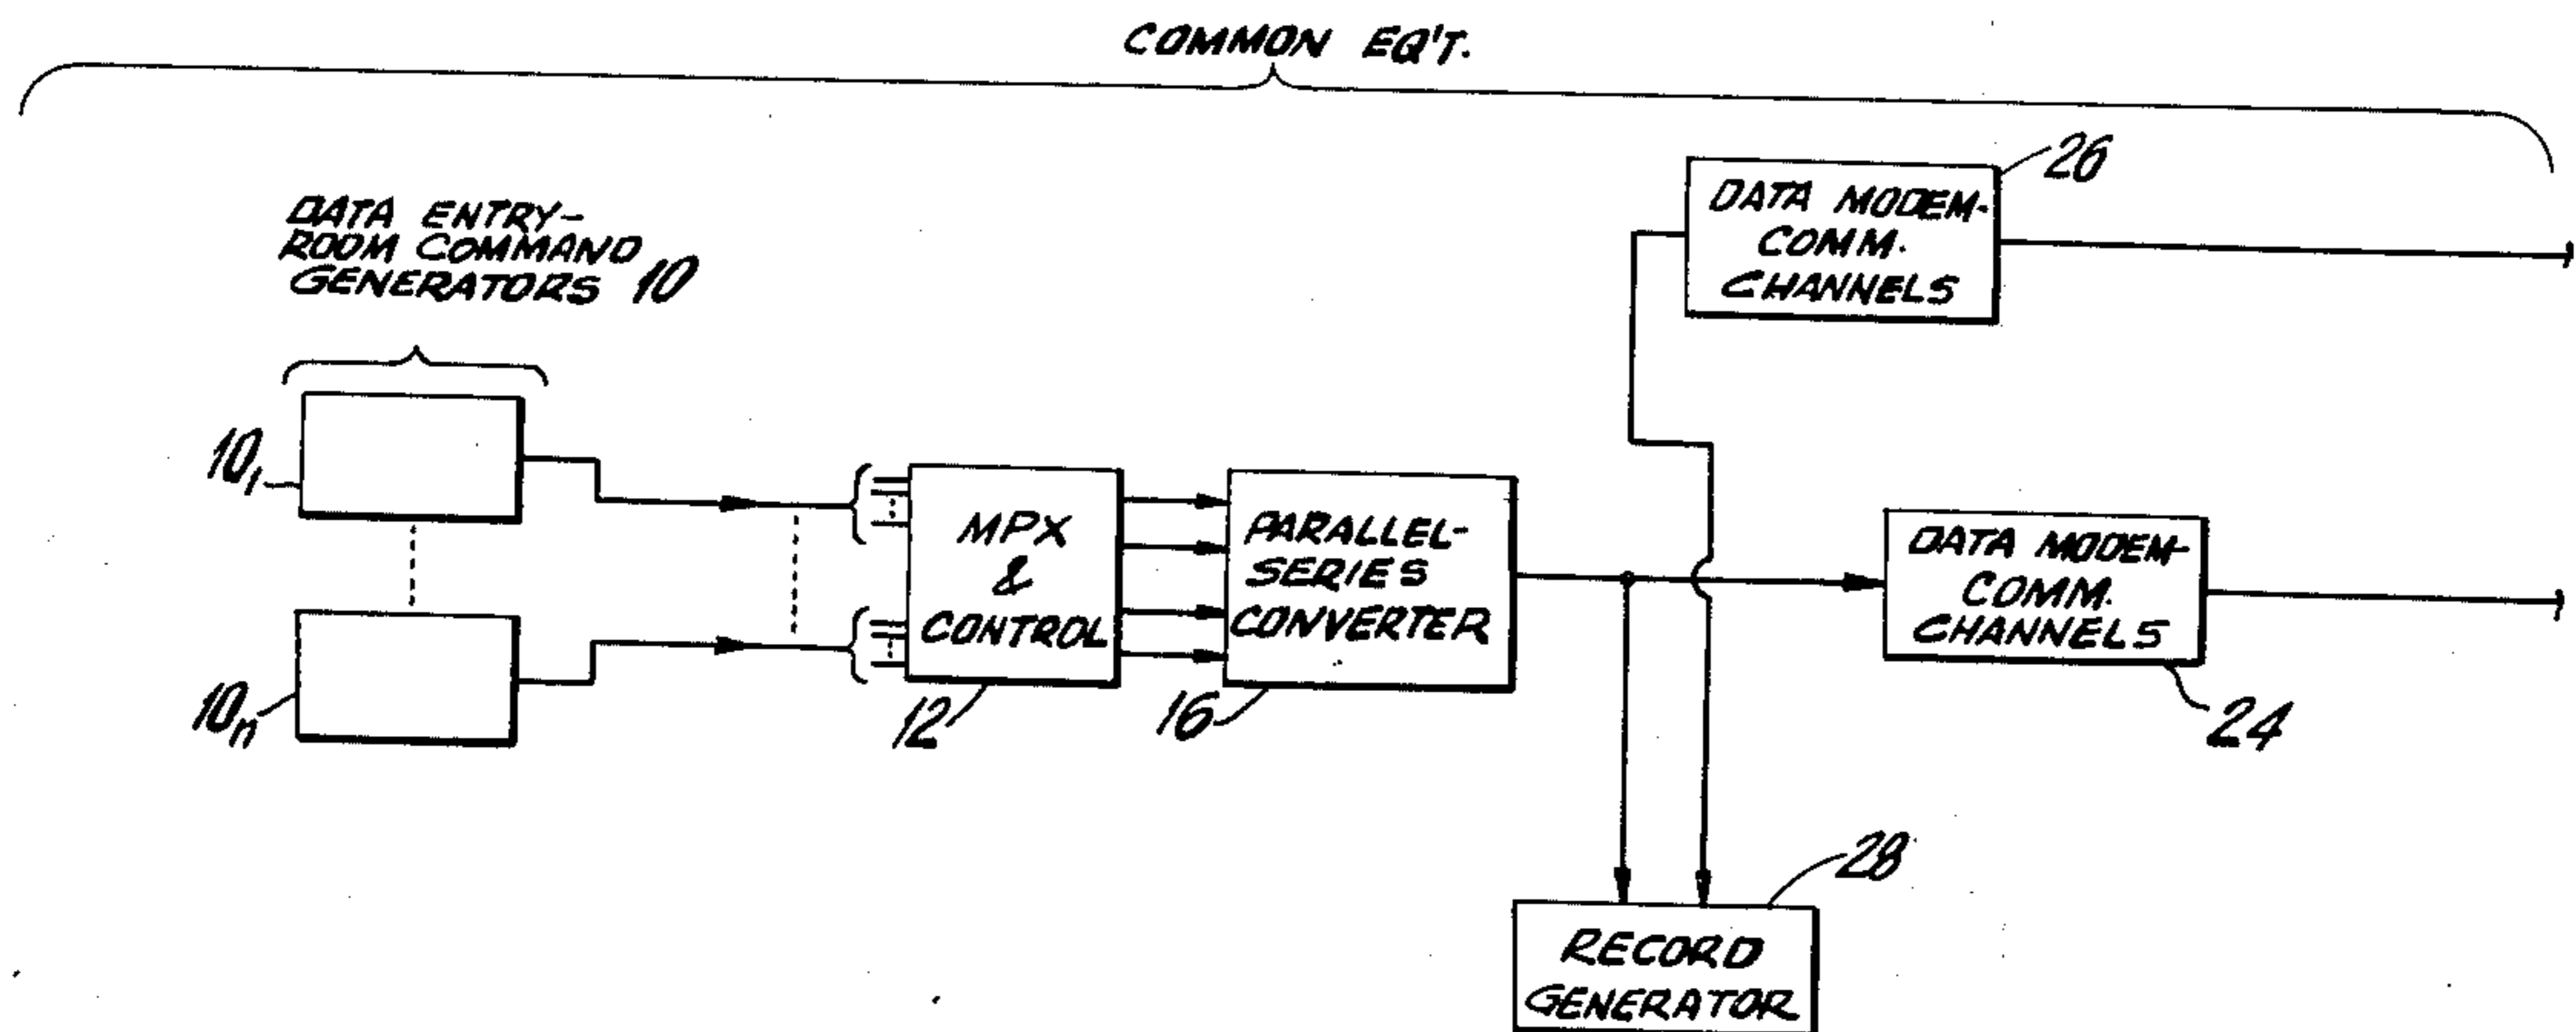 COMMON EQ'T.
DATA ENTRY-
ROOM COMMAND
GENERATORS 10
10₁
10ₙ
MPX
&
CONTROL
12
PARALLEL-
SERIES
CONVERTER
16
DATA MODEM-
COMM.
CHANNELS
26
DATA MODEM-
COMM.
CHANNELS
24
RECORD
GENERATOR
28